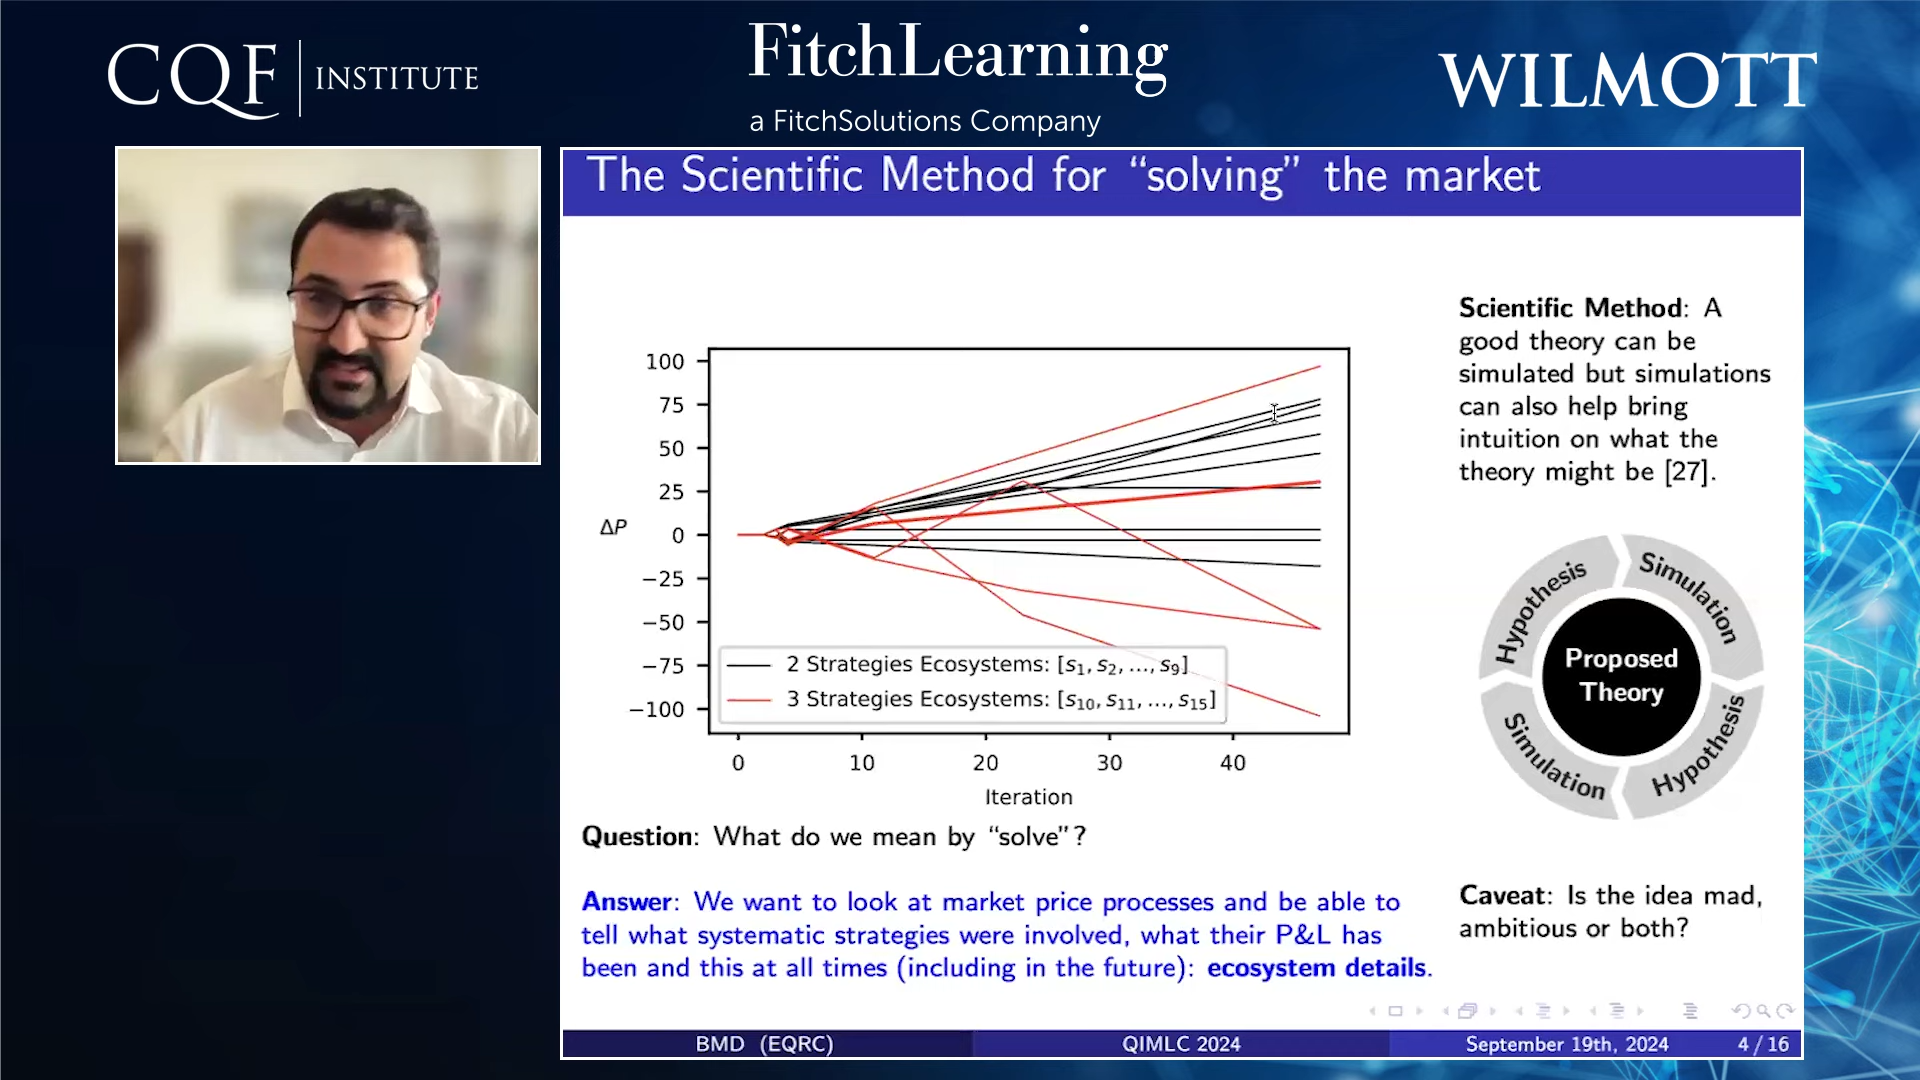 CQF INSTITUTE
FitchLearning
a FitchSolutions Company
WILMOTT
The Scientific Method for “solving” the market
100
75
50
25
0
−25
−50
−75
−100
ΔP
2 Strategies Ecosystems: [s1, s2, ..., s9]
3 Strategies Ecosystems: [s10, s11, ..., s15]
0 10 20 30 40
Iteration
Scientific Method: A
good theory can be
simulated but simulations
can also help bring
intuition on what the
theory might be [27].
Hypothesis
Simulation
Proposed
Theory
Simulation
Hypothesis
Question: What do we mean by “solve”?
Answer: We want to look at market price processes and be able to
tell what systematic strategies were involved, what their P&L has
been and this at all times (including in the future): ecosystem details.
Caveat: Is the idea mad,
ambitious or both?
BMD (EQRC) QIMLC 2024 September 19th, 2024 4 / 16